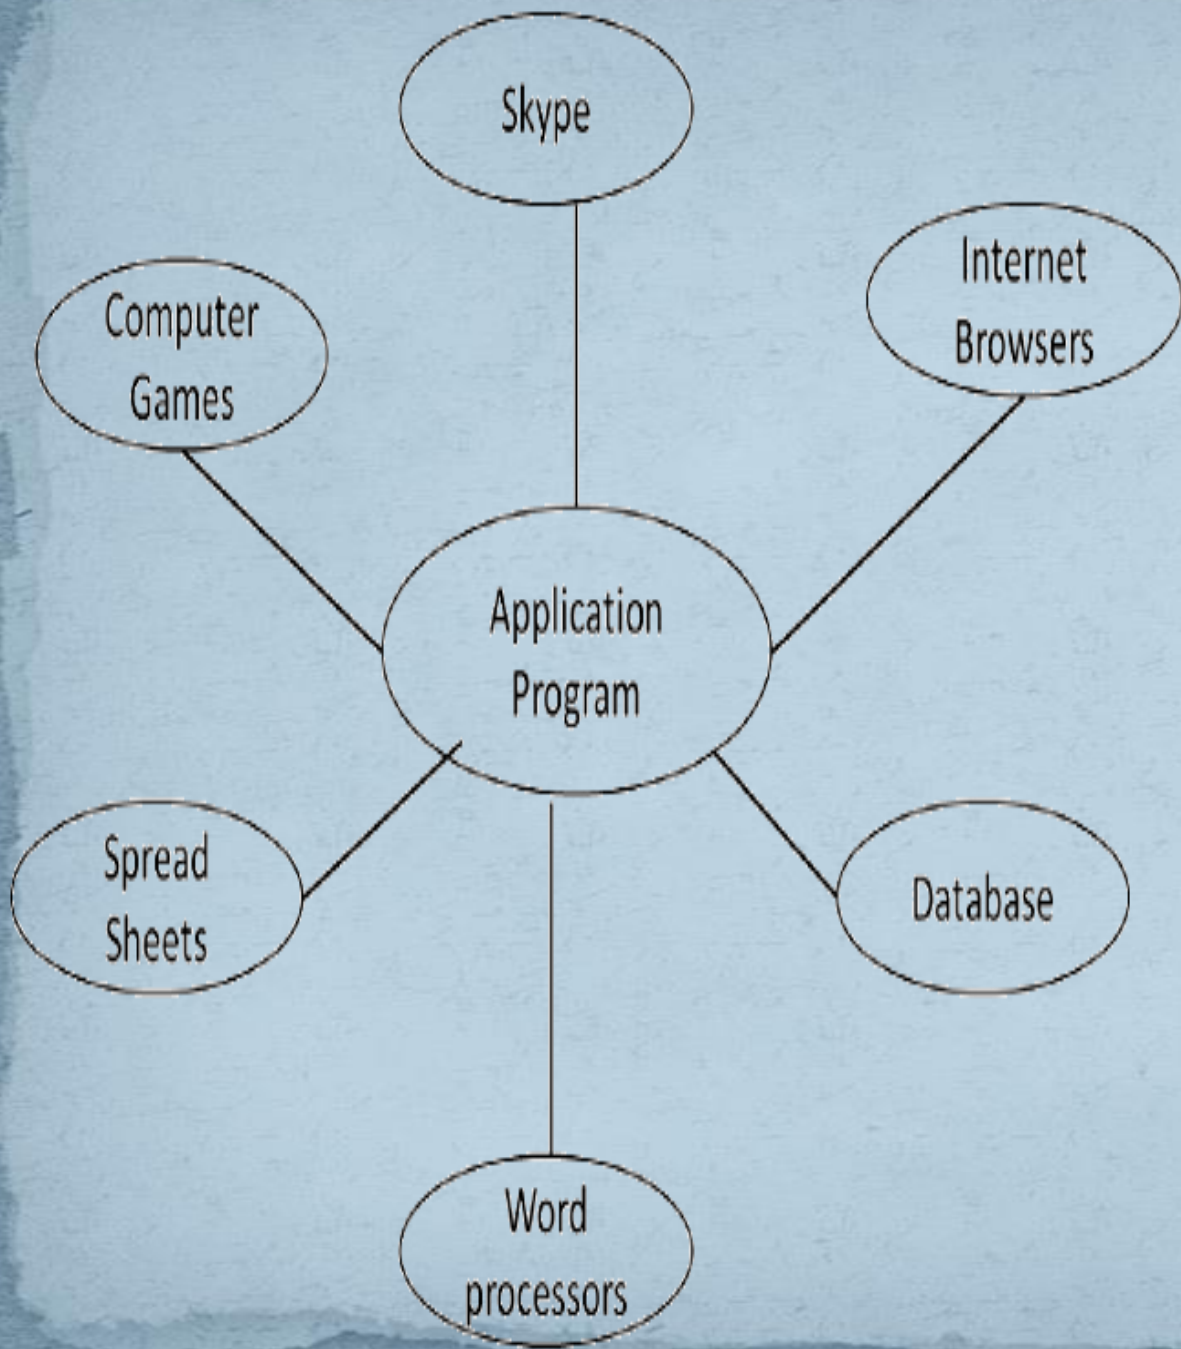 Skype
Internet
Browsers
Computer
Games
Application
Program
Spread
Sheets
Database
Word
processors